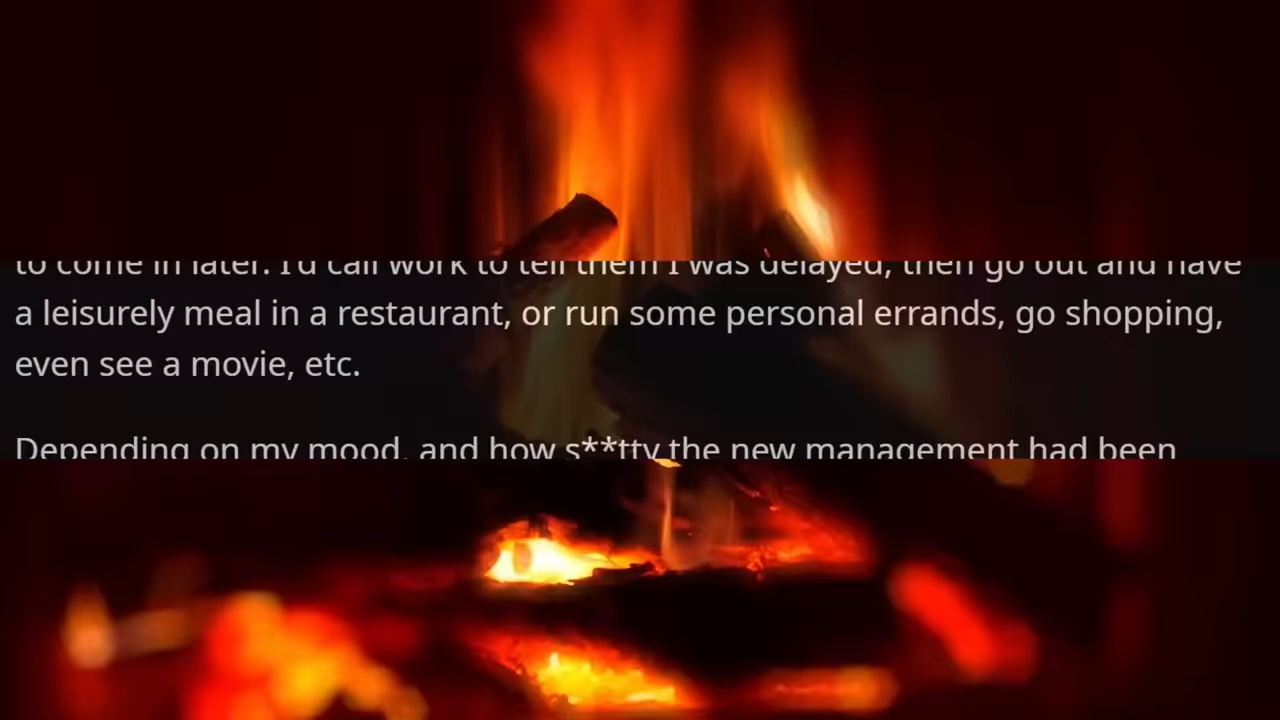 to come in later. I'd call work to tell them I was delayed, then go out and have
a leisurely meal in a restaurant, or run some personal errands, go shopping,
even see a movie, etc.
Depending on my mood, and how s**tty the new management had been